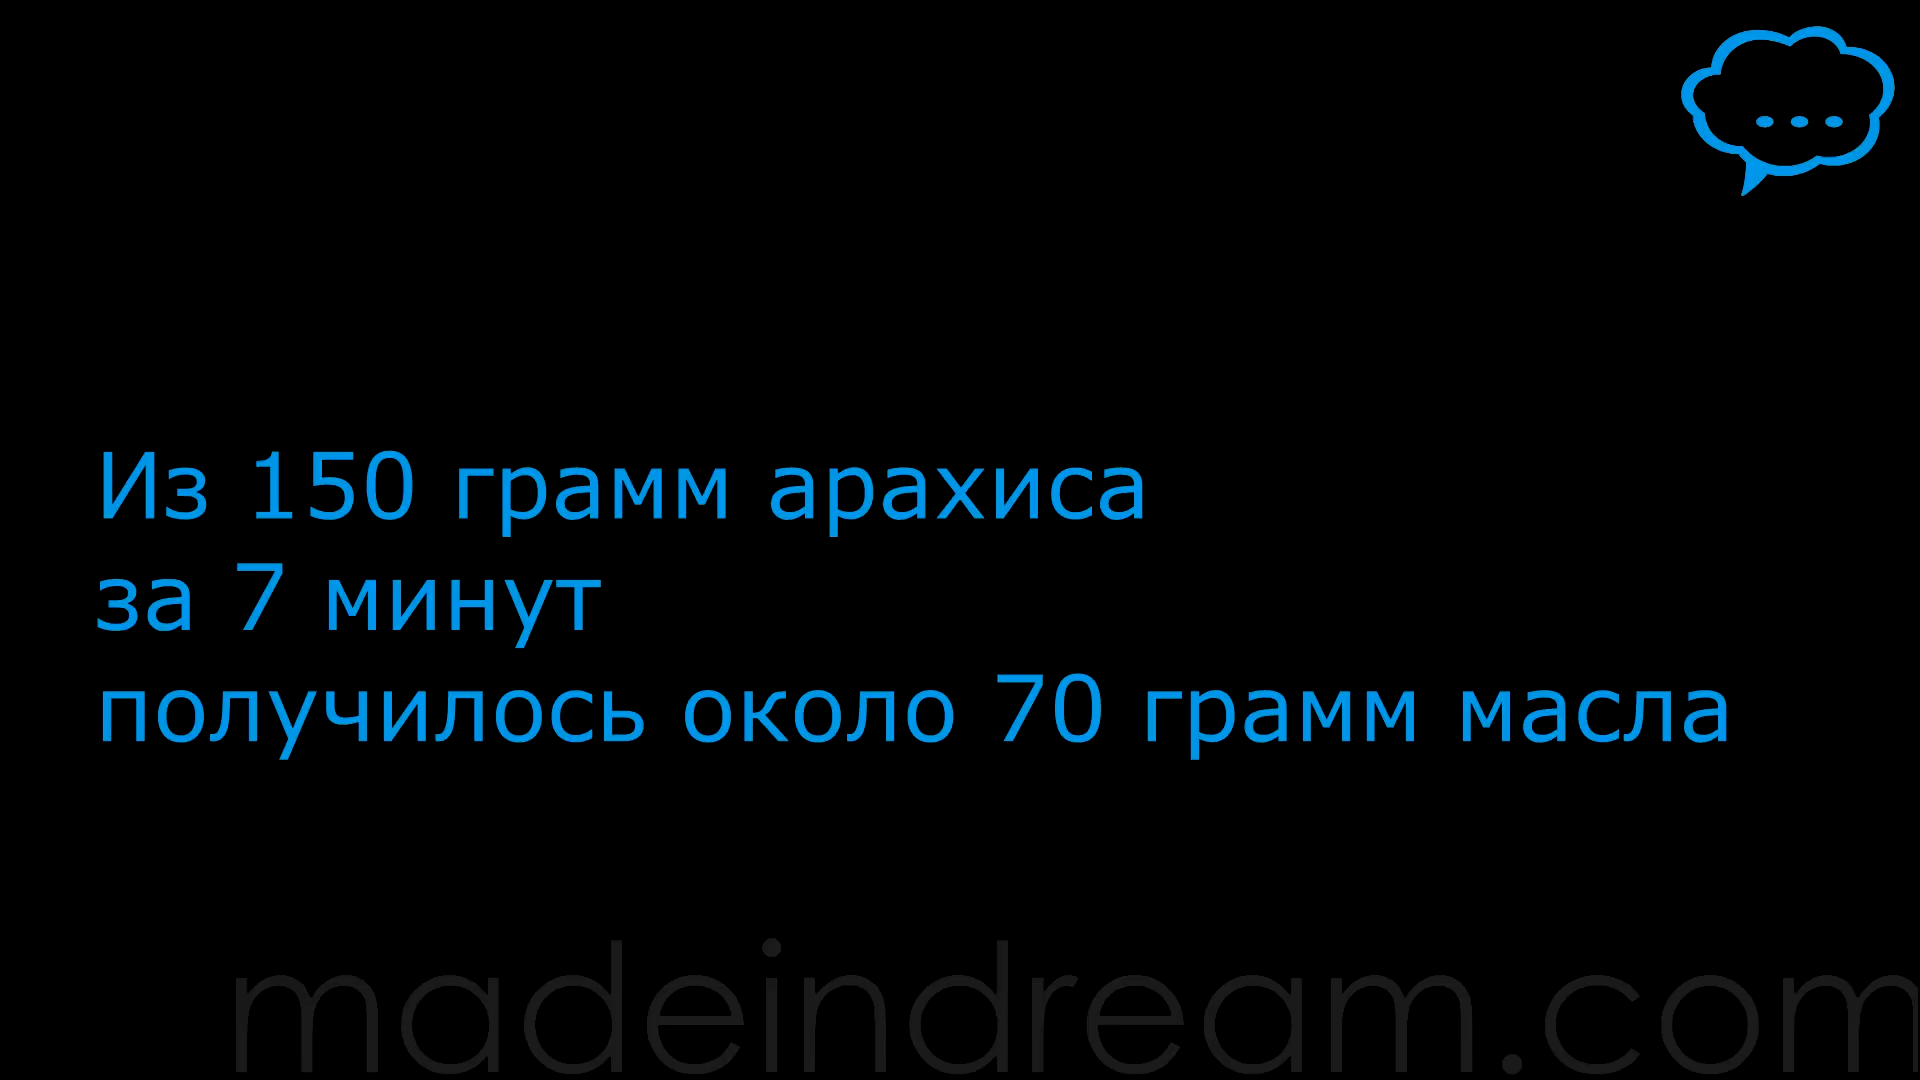 Из 150 грамм арахиса
за 7 минут
получилось около 70 грамм масла
madeindream.com